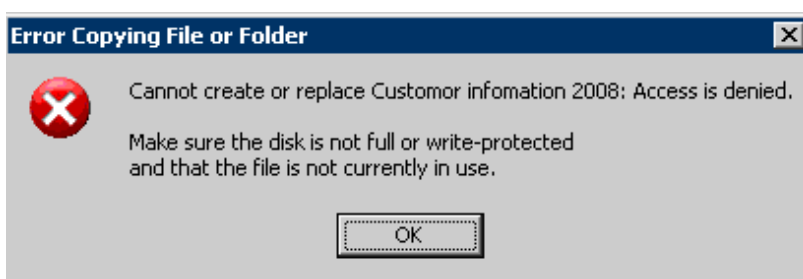 Error Copying File or Folder
Cannot create or replace Customor infomation 2008: Access is denied.
Make sure the disk is not full or write-protected
and that the file is not currently in use.
OK